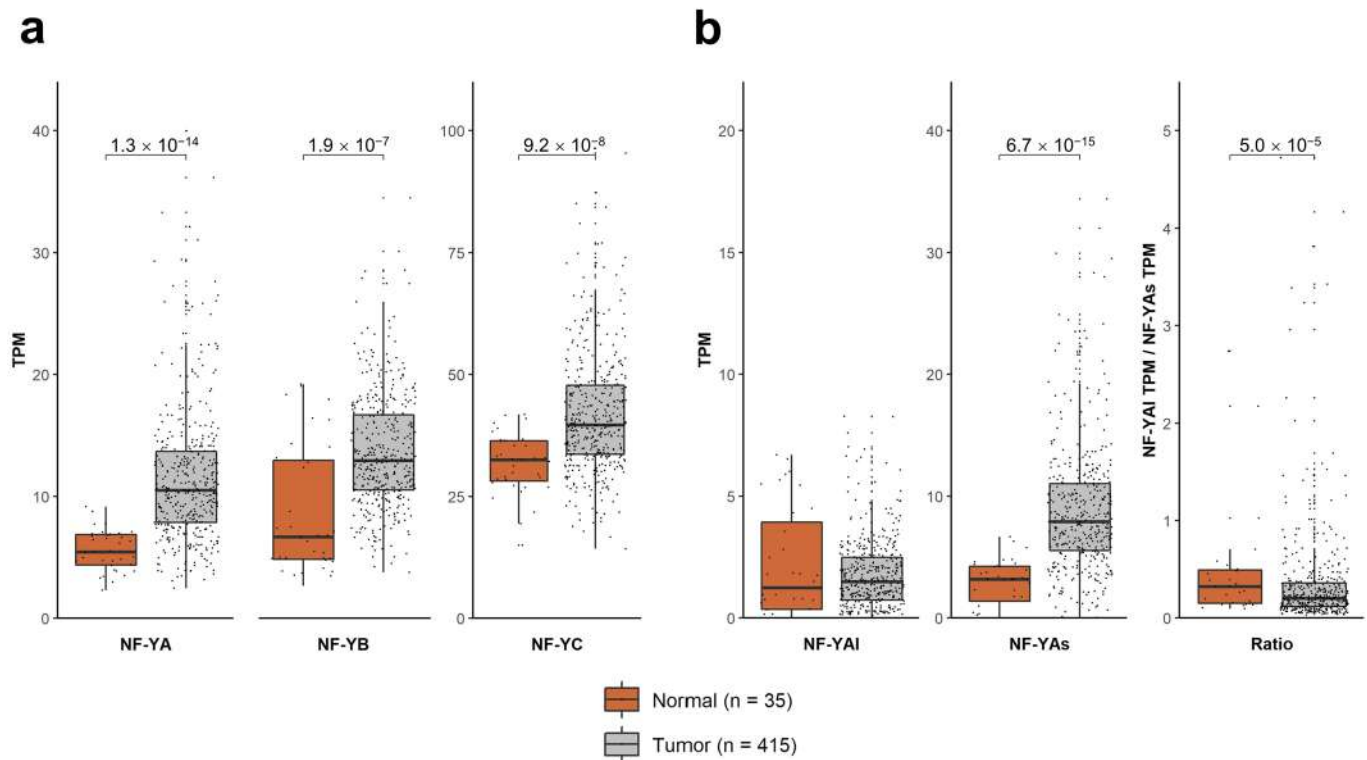 a
b
TPM
40
30
20
10
0
1.3 × 10⁻¹⁴
NF-YA
1.9 × 10⁻⁷
NF-YB
100
75
50
25
0
9.2 × 10⁻⁸
NF-YC
TPM
20
15
10
5
0
NF-YAl
40
30
20
10
0
6.7 × 10⁻¹⁵
NF-YAs
NF-YAl TPM / NF-YAs TPM
5
4
3
2
1
0
5.0 × 10⁻⁵
Ratio
Normal (n = 35)
Tumor (n = 415)